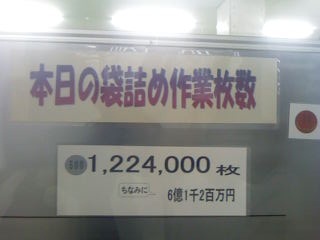 本日の袋詰め作業枚数
500 1,224,000 枚
ちなみに… 6億1千2百万円